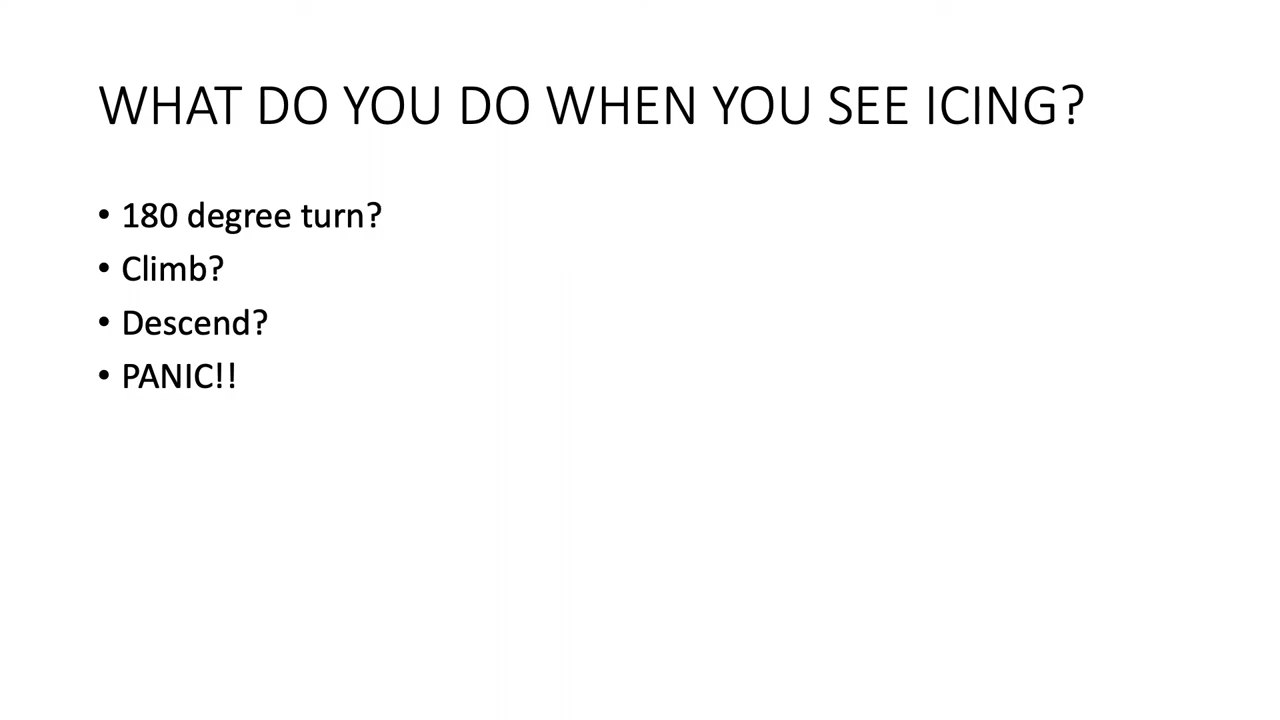 WHAT DO YOU DO WHEN YOU SEE ICING?
• 180 degree turn?
• Climb?
• Descend?
• PANIC!!